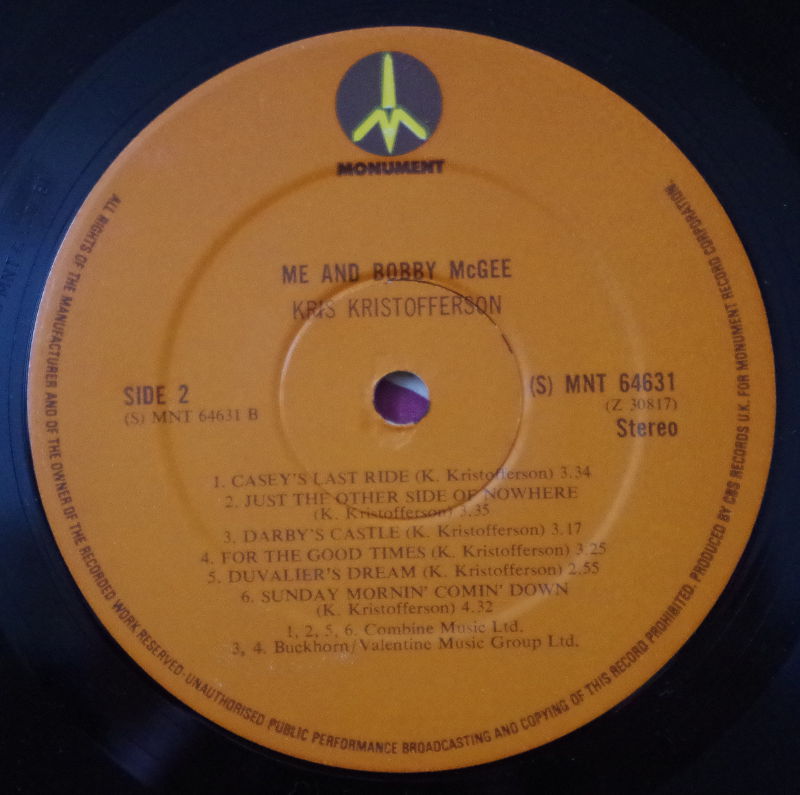 MONUMENT
ME AND BOBBY McGEE
KRIS KRISTOFFERSON
SIDE 2
(S) MNT 64631 B
(S) MNT 64631
(Z 30817)
Stereo
1. CASEY'S LAST RIDE (K. Kristofferson) 3.34
2. JUST THE OTHER SIDE OF NOWHERE
(K. Kristofferson) 3.35
3. DARBY'S CASTLE (K. Kristofferson) 3.17
4. FOR THE GOOD TIMES (K. Kristofferson) 3.25
5. DUVALIER'S DREAM (K. Kristofferson) 2.55
6. SUNDAY MORNIN' COMIN' DOWN
(K. Kristofferson) 4.32
1, 2, 5, 6. Combine Music Ltd.
3, 4. Buckhorn/Valentine Music Group Ltd.
ALL RIGHTS OF THE MANUFACTURER AND OF THE OWNER OF THE RECORDED WORK RESERVED. UNAUTHORISED PUBLIC PERFORMANCE BROADCASTING AND COPYING OF THIS RECORD PROHIBITED. PRODUCED BY CBS RECORDS U.K. FOR MONUMENT RECORD CORPORATION.